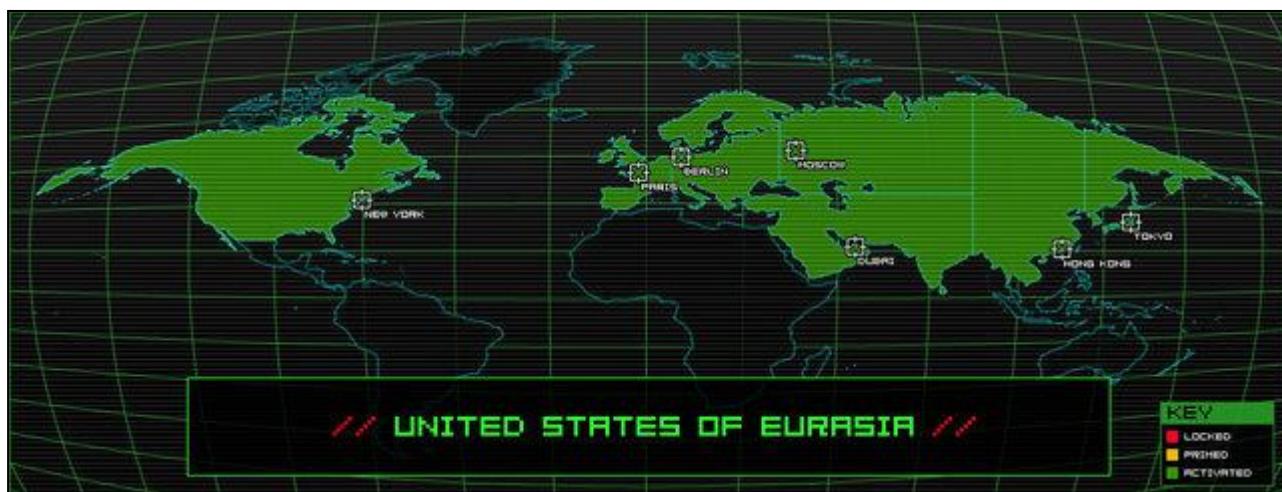 MOSCOW
BERLIN
PARIS
NEW YORK
TOKYO
DUBAI
HONG KONG
// UNITED STATES OF EURASIA //
KEY
LOCKED
PRIMED
ACTIVATED